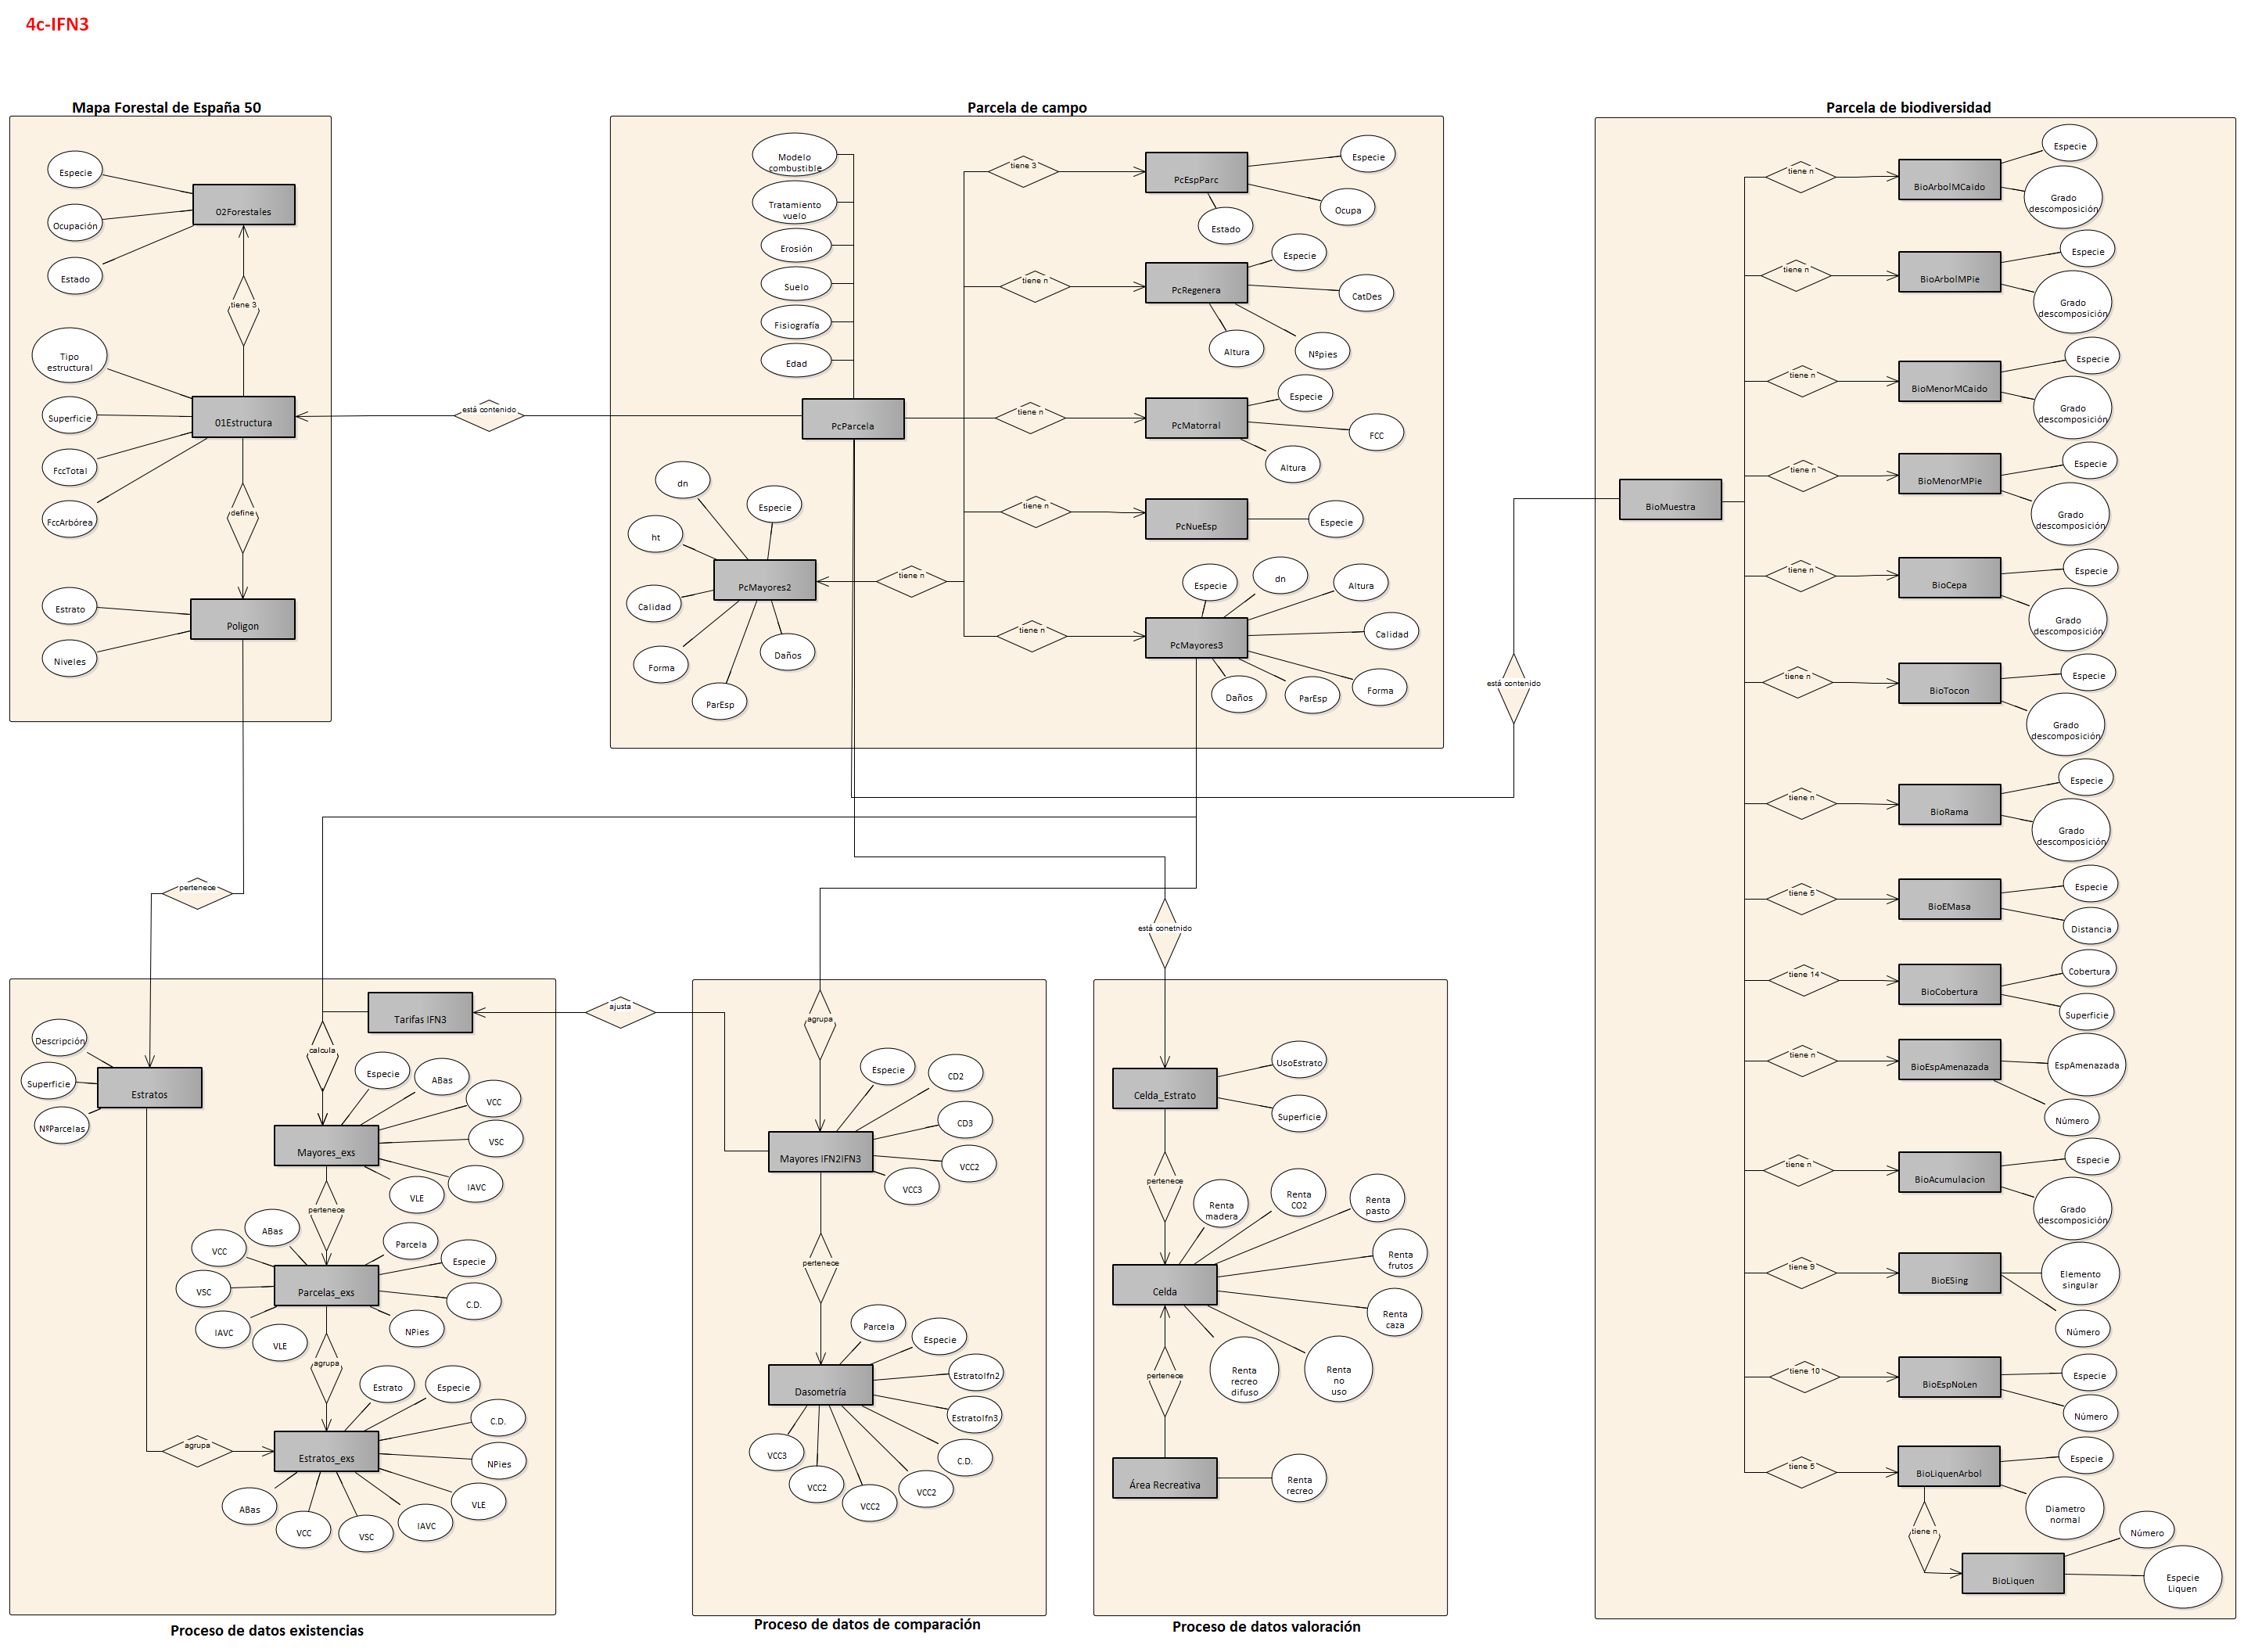 4c-IFN3
Mapa Forestal de España 50
Especie
02Forestales
Ocupación
Estado
tiene 3
Tipo
estructural
01Estructura
Superficie
FccTotal
FccArbórea
define
Estrato
Poligon
Niveles
está contenido
pertenece
Parcela de campo
Modelo
combustible
Tratamiento
vuelo
Erosión
Suelo
Fisiografía
Edad
PcParcela
tiene 3
PcEspParc
Especie
Ocupa
Estado
tiene n
PcRegenera
Especie
CatDes
Altura
Nºpies
tiene n
PcMatorral
Especie
FCC
Altura
tiene n
PcNueEsp
Especie
tiene n
PcMayores2
dn
Especie
ht
Calidad
Forma
ParEsp
Daños
tiene n
PcMayores3
Especie
dn
Altura
Calidad
Forma
ParEsp
Daños
está contenido
está conetnido
Parcela de biodiversidad
BioMuestra
tiene n
BioArbolMCaido
Especie
Grado
descomposición
tiene n
BioArbolMPie
Especie
Grado
descomposición
tiene n
BioMenorMCaido
Especie
Grado
descomposición
tiene n
BioMenorMPie
Especie
Grado
descomposición
tiene n
BioCepa
Especie
Grado
descomposición
tiene n
BioTocon
Especie
Grado
descomposición
tiene n
BioRama
Especie
Grado
descomposición
tiene 5
BioEMasa
Especie
Distancia
tiene 14
BioCobertura
Cobertura
Superficie
tiene n
BioEspAmenazada
EspAmenazada
Número
tiene n
BioAcumulacion
Especie
Grado
descomposición
tiene 9
BioESing
Elemento
singular
Número
tiene 10
BioEspNoLen
Especie
Número
tiene 5
BioLiquenArbol
Especie
Diametro
normal
tiene n
BioLiquen
Número
Especie
Liquen
Tarifas IFN3
ajusta
calcula
Descripción
Superficie
NºParcelas
Estratos
Mayores_exs
Especie
ABas
VCC
VSC
IAVC
VLE
pertenece
Parcelas_exs
ABas
VCC
VSC
IAVC
VLE
Parcela
Especie
C.D.
NPies
agrupa
agrupa
Estratos_exs
Estrato
Especie
C.D.
NPies
VLE
IAVC
VSC
VCC
ABas
Proceso de datos existencias
agrupa
Mayores IFN2IFN3
Especie
CD2
CD3
VCC2
VCC3
pertenece
Dasometría
Parcela
Especie
EstratoIfn2
EstratoIfn3
C.D.
VCC2
VCC2
VCC2
VCC3
Proceso de datos de comparación
Celda_Estrato
UsoEstrato
Superficie
pertenece
Celda
Renta
madera
Renta
CO2
Renta
pasto
Renta
frutos
Renta
caza
Renta
no
uso
Renta
recreo
difuso
pertenece
Área Recreativa
Renta
recreo
Proceso de datos valoración